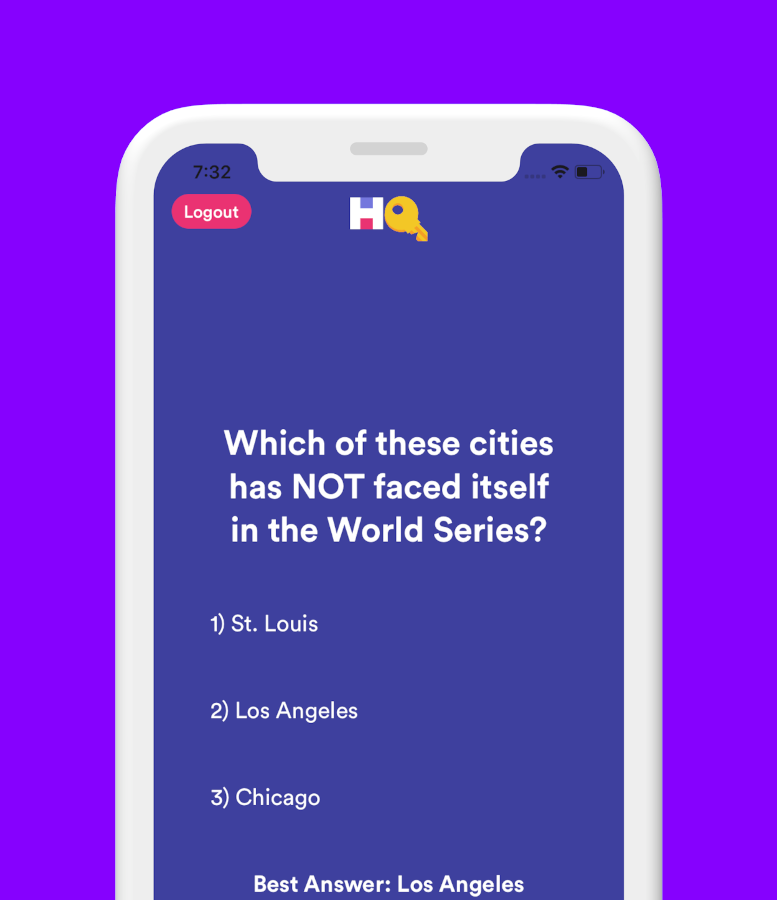 7:32
Logout
HQ
Which of these cities
has NOT faced itself
in the World Series?
1) St. Louis
2) Los Angeles
3) Chicago
Best Answer: Los Angeles